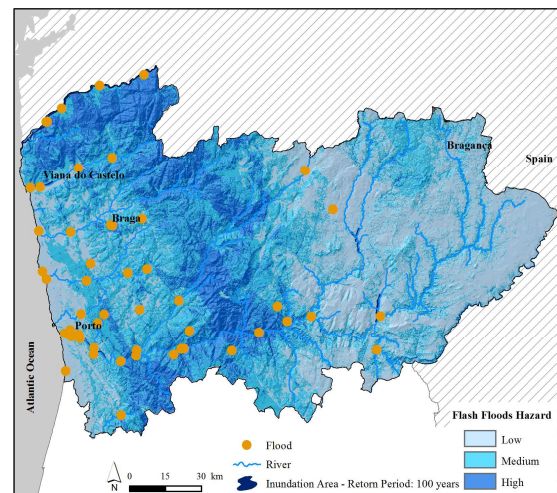 Bragança
Spain
Viana do Castelo
Braga
Porto
Atlantic Ocean
Flash Floods Hazard
Low
Medium
High
Flood
River
Inundation Area - Retorn Period: 100 years
N
0 15 30 km